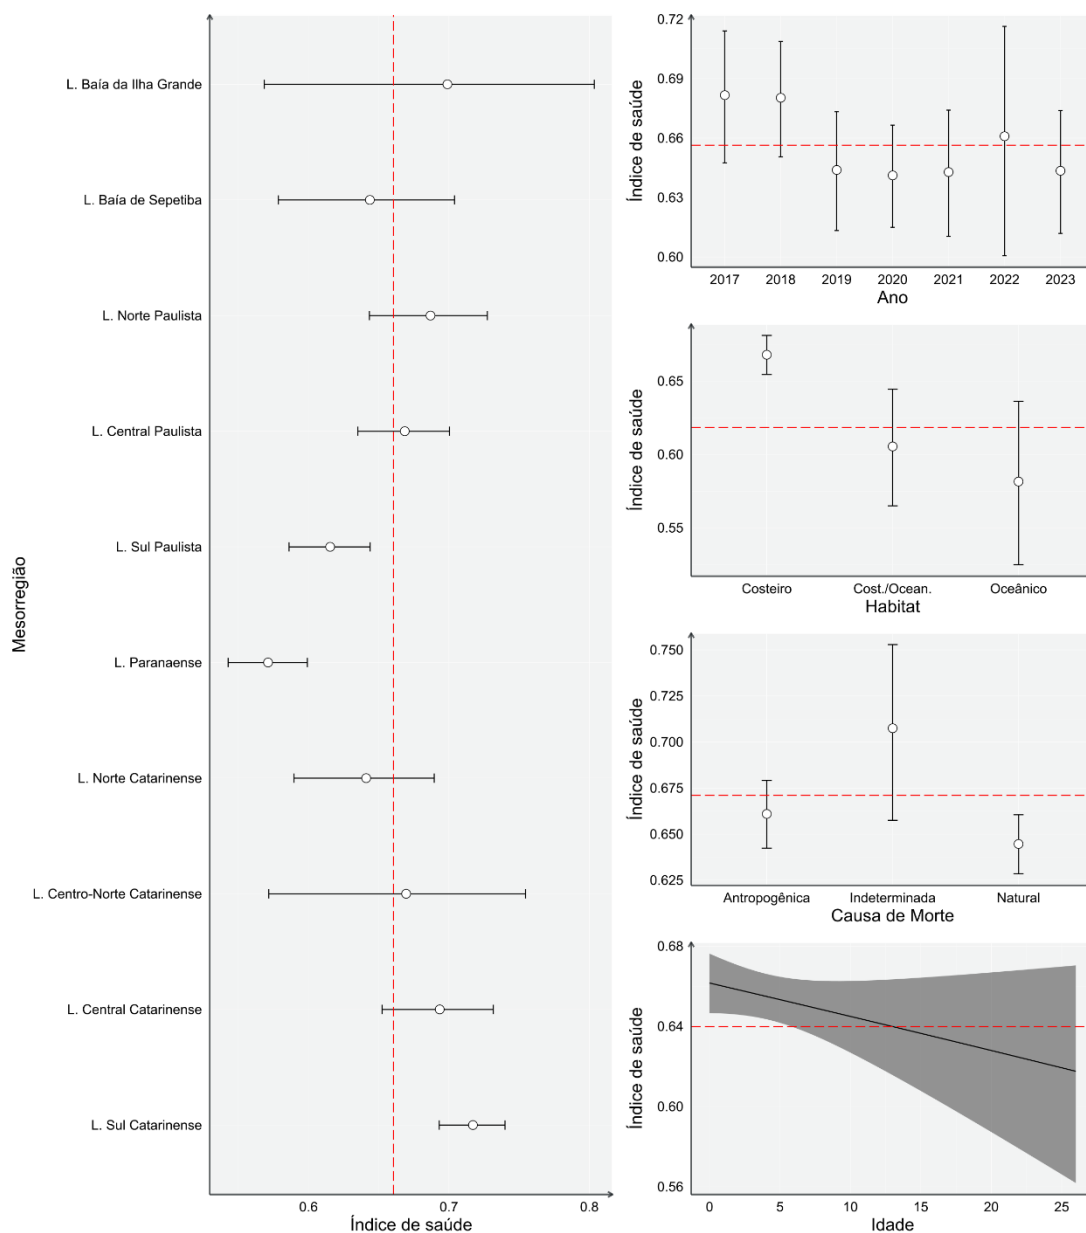 Mesorregião
L. Baía da Ilha Grande
L. Baía de Sepetiba
L. Norte Paulista
L. Central Paulista
L. Sul Paulista
L. Paranaense
L. Norte Catarinense
L. Centro-Norte Catarinense
L. Central Catarinense
L. Sul Catarinense
0.6 0.7 0.8
Índice de saúde
Índice de saúde
0.72
0.69
0.66
0.63
0.60
2017 2018 2019 2020 2021 2022 2023
Ano
Índice de saúde
0.65
0.60
0.55
Costeiro Cost./Ocean. Oceânico
Habitat
Índice de saúde
0.750
0.725
0.700
0.675
0.650
0.625
Antropogênica Indeterminada Natural
Causa de Morte
Índice de saúde
0.68
0.64
0.60
0.56
0 5 10 15 20 25
Idade